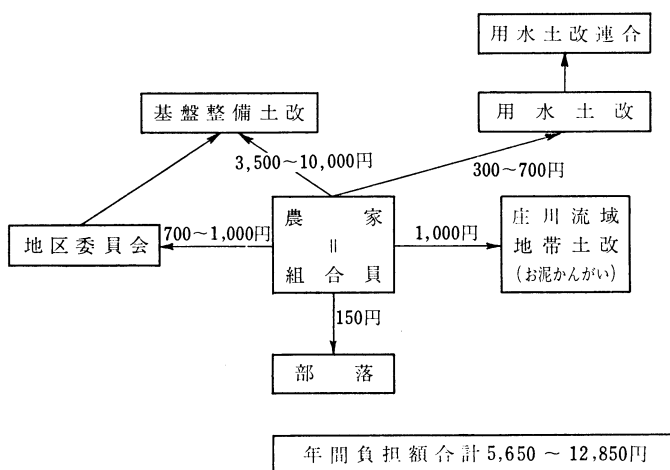 用水土改連合
基盤整備土改
用水土改
3,500～10,000円
300～700円
地区委員会
700～1,000円
農家
＝
組合員
1,000円
庄川流域
地帯土改
(お泥かんがい)
150円
部落
年間負担額合計 5,650 ～ 12,850円